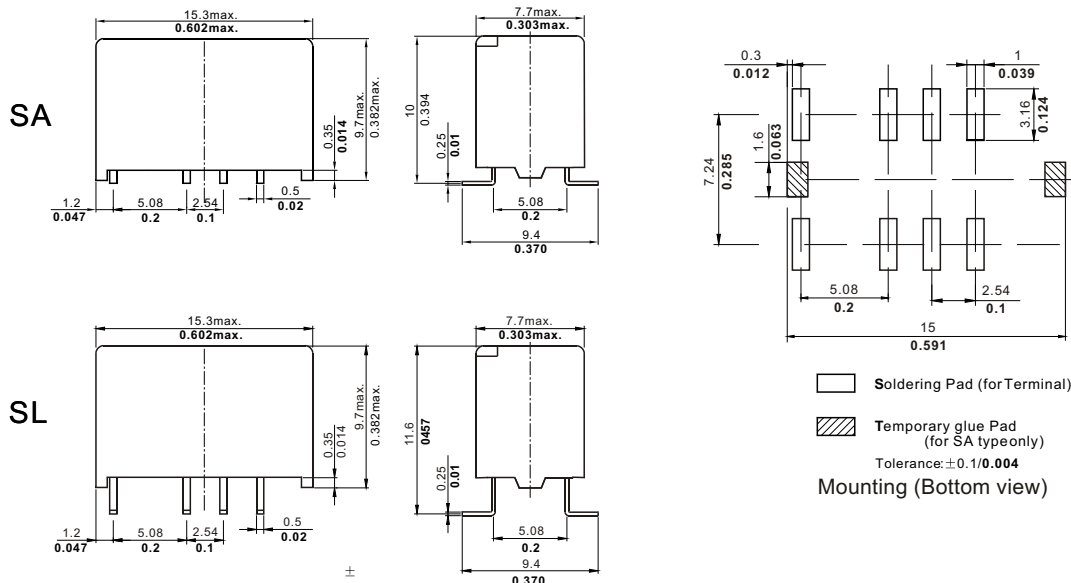 SA
15.3max.
0.602max.
9.7max.
0.382max.
0.35
0.014
1.2
0.047
5.08
0.2
2.54
0.1
0.5
0.02
7.7max.
0.303max.
10
0.394
0.25
0.01
5.08
0.2
9.4
0.370
SL
15.3max.
0.602max.
9.7max.
0.382max.
0.35
0.014
1.2
0.047
5.08
0.2
2.54
0.1
0.5
0.02
±
7.7max.
0.303max.
11.6
0457
0.25
0.01
5.08
0.2
9.4
0.370
0.3
0.012
1
0.039
3.16
0.124
1.6
0.063
7.24
0.285
5.08
0.2
2.54
0.1
15
0.591
Soldering Pad (for Terminal)
Temporary glue Pad
(for SA typeonly)
Tolerance:±0.1/0.004
Mounting (Bottom view)